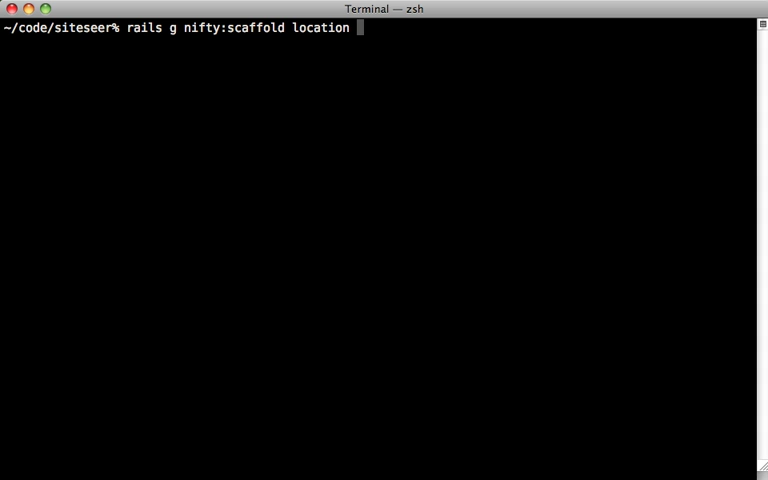 Terminal — zsh
~/code/siteseer% rails g nifty:scaffold location